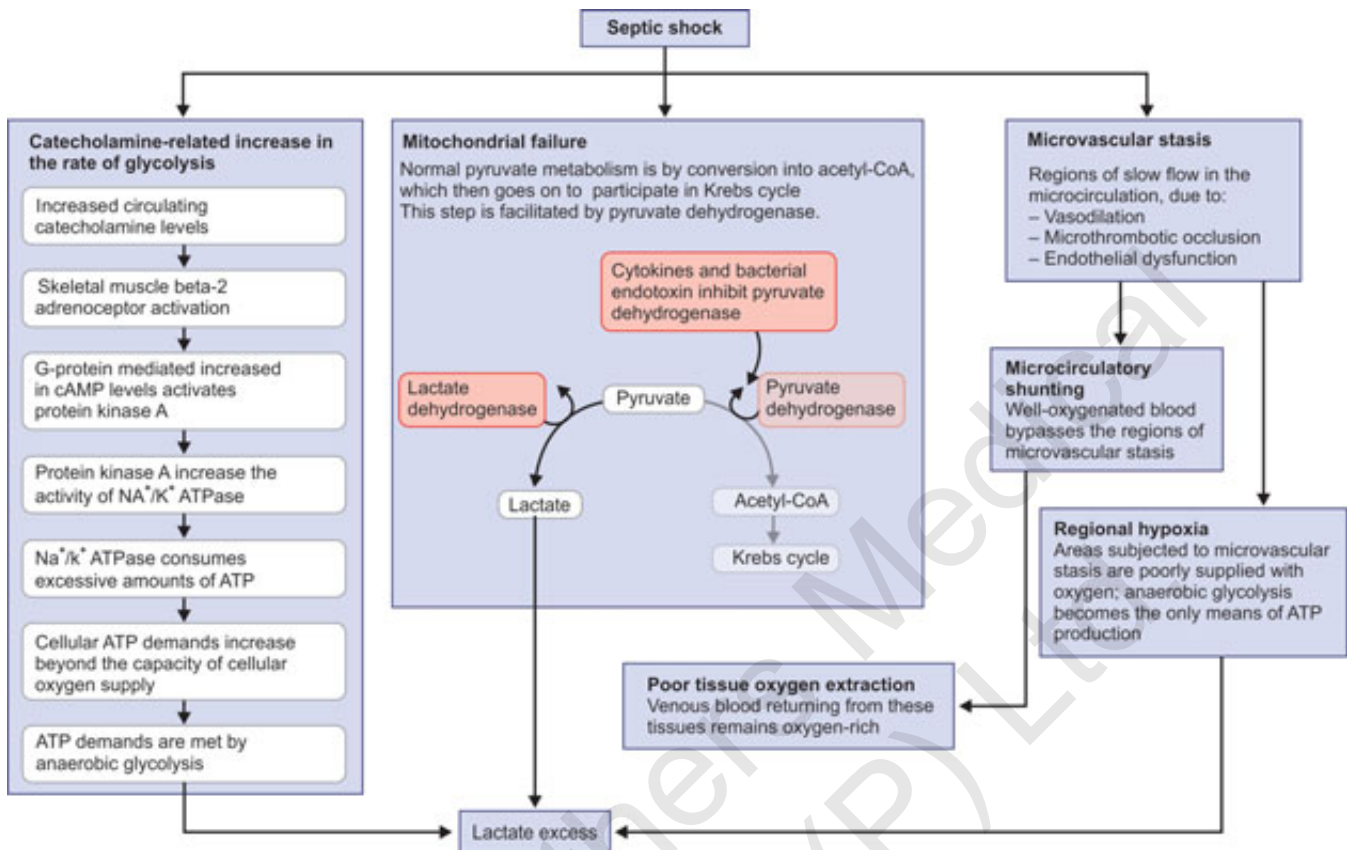 Septic shock
Catecholamine-related increase in
the rate of glycolysis
Increased circulating
catecholamine levels
Skeletal muscle beta-2
adrenoceptor activation
G-protein mediated increased
in cAMP levels activates
protein kinase A
Protein kinase A increase the
activity of NA⁺/K⁺ ATPase
Na⁺/k⁺ ATPase consumes
excessive amounts of ATP
Cellular ATP demands increase
beyond the capacity of cellular
oxygen supply
ATP demands are met by
anaerobic glycolysis
Mitochondrial failure
Normal pyruvate metabolism is by conversion into acetyl-CoA,
which then goes on to participate in Krebs cycle
This step is facilitated by pyruvate dehydrogenase.
Cytokines and bacterial
endotoxin inhibit pyruvate
dehydrogenase
Lactate
dehydrogenase
Pyruvate
Pyruvate
dehydrogenase
Lactate
Acetyl-CoA
Krebs cycle
Microvascular stasis
Regions of slow flow in the
microcirculation, due to:
– Vasodilation
– Microthrombotic occlusion
– Endothelial dysfunction
Microcirculatory
shunting
Well-oxygenated blood
bypasses the regions of
microvascular stasis
Regional hypoxia
Areas subjected to microvascular
stasis are poorly supplied with
oxygen; anaerobic glycolysis
becomes the only means of ATP
production
Poor tissue oxygen extraction
Venous blood returning from these
tissues remains oxygen-rich
Lactate excess
hers Medical
(P) Ltd.